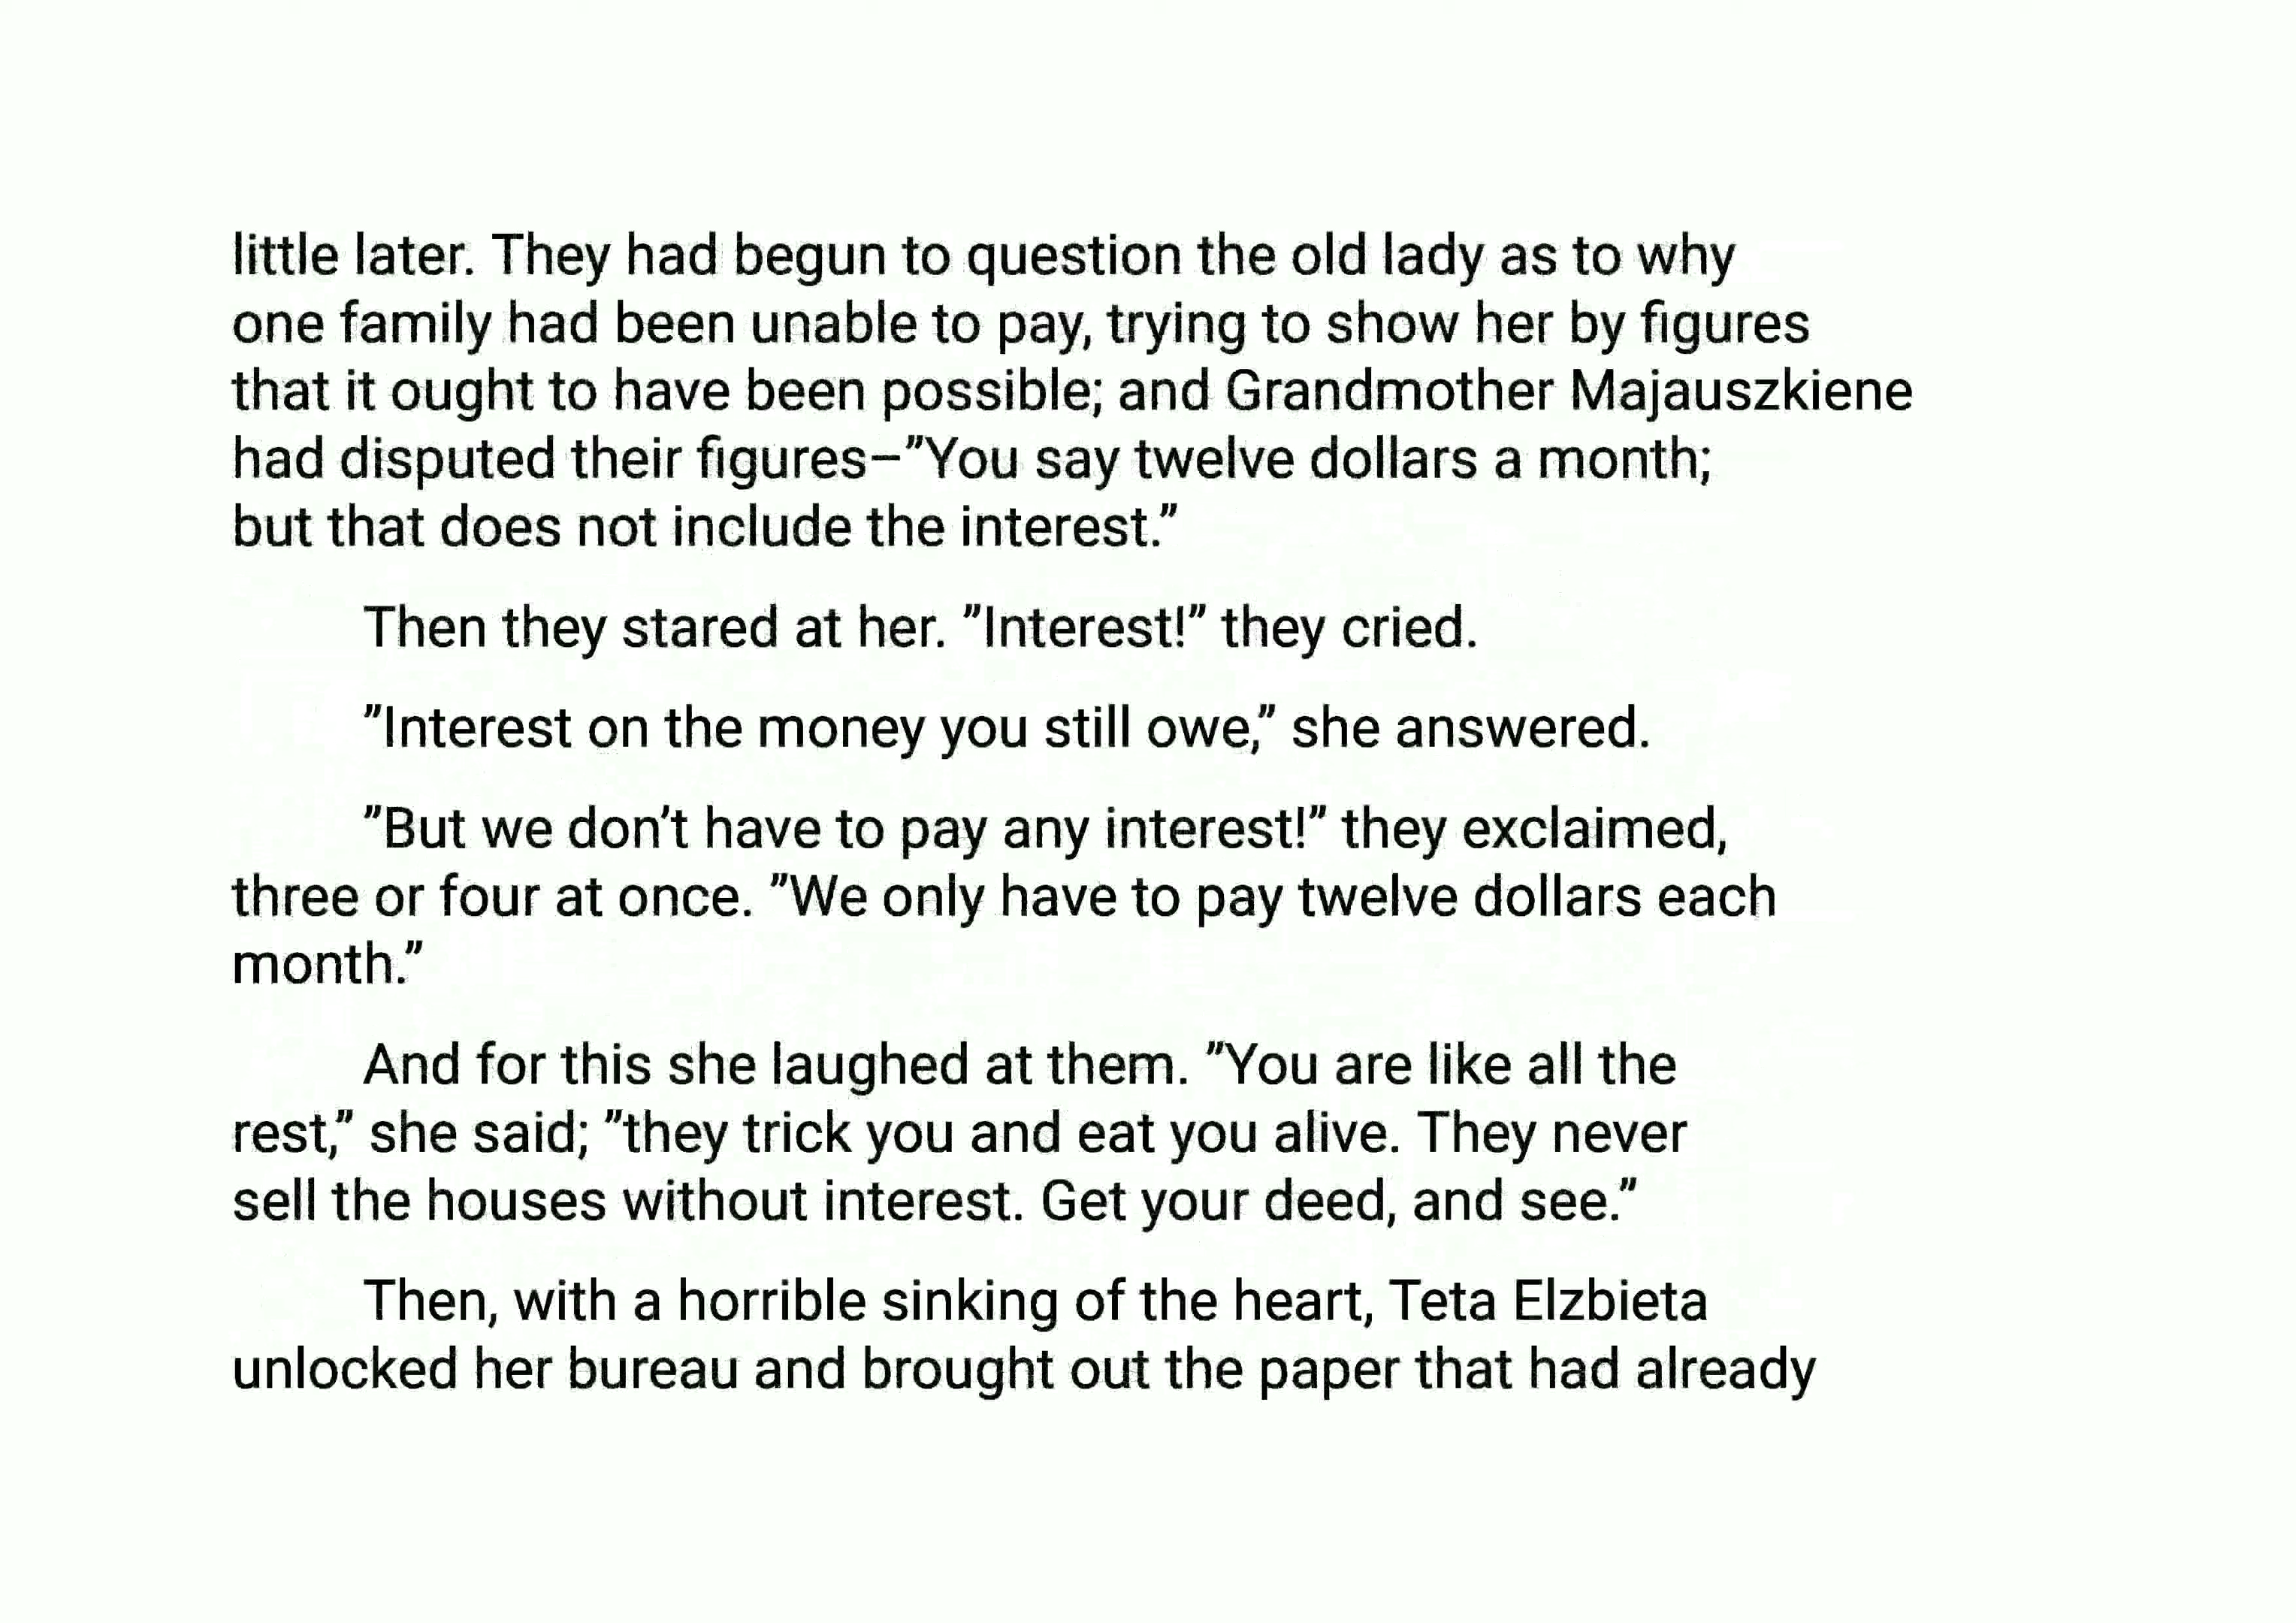 little later. They had begun to question the old lady as to why
one family had been unable to pay, trying to show her by figures
that it ought to have been possible; and Grandmother Majauszkiene
had disputed their figures–”You say twelve dollars a month;
but that does not include the interest.”
Then they stared at her. ”Interest!” they cried.
”Interest on the money you still owe,” she answered.
”But we don’t have to pay any interest!” they exclaimed,
three or four at once. ”We only have to pay twelve dollars each
month.”
And for this she laughed at them. ”You are like all the
rest,” she said; ”they trick you and eat you alive. They never
sell the houses without interest. Get your deed, and see.”
Then, with a horrible sinking of the heart, Teta Elzbieta
unlocked her bureau and brought out the paper that had already